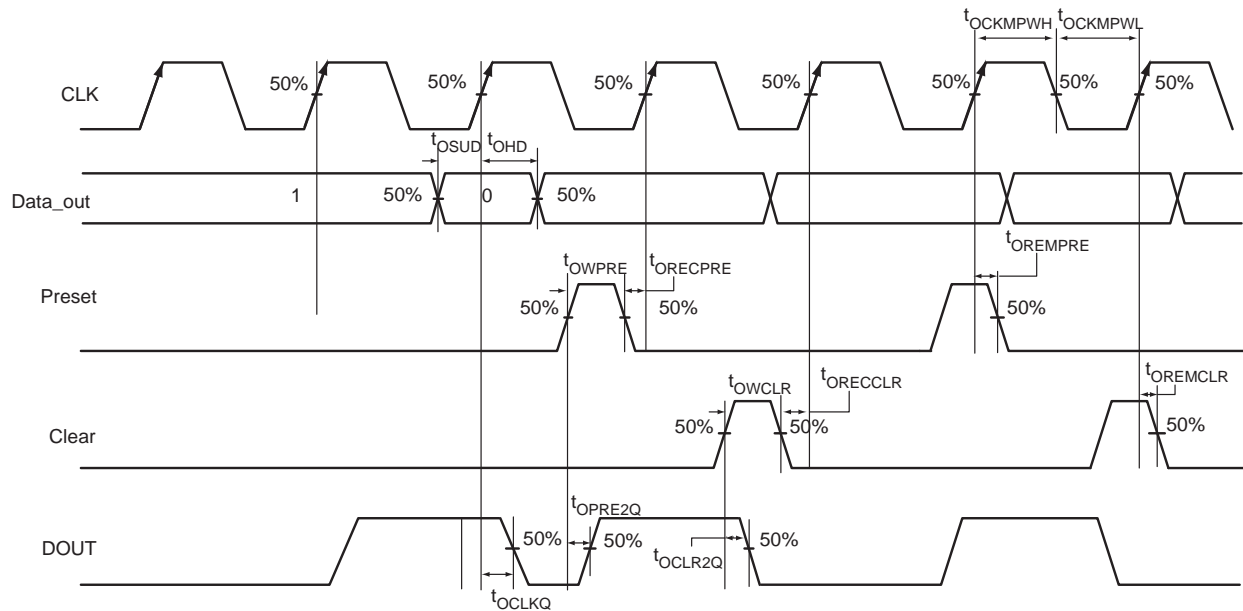 tOCKMPWH tOCKMPWL
CLK 50% 50% 50% 50% 50% 50% 50%
tOSUD tOHD
Data_out 1 50% 0 50%
tOREMPRE
tOWPRE tORECPRE
Preset 50% 50% 50%
tOWCLR tORECCLR tOREMCLR
Clear 50% 50% 50%
tOPRE2Q
DOUT 50% 50% tOCLR2Q 50%
tOCLKQ